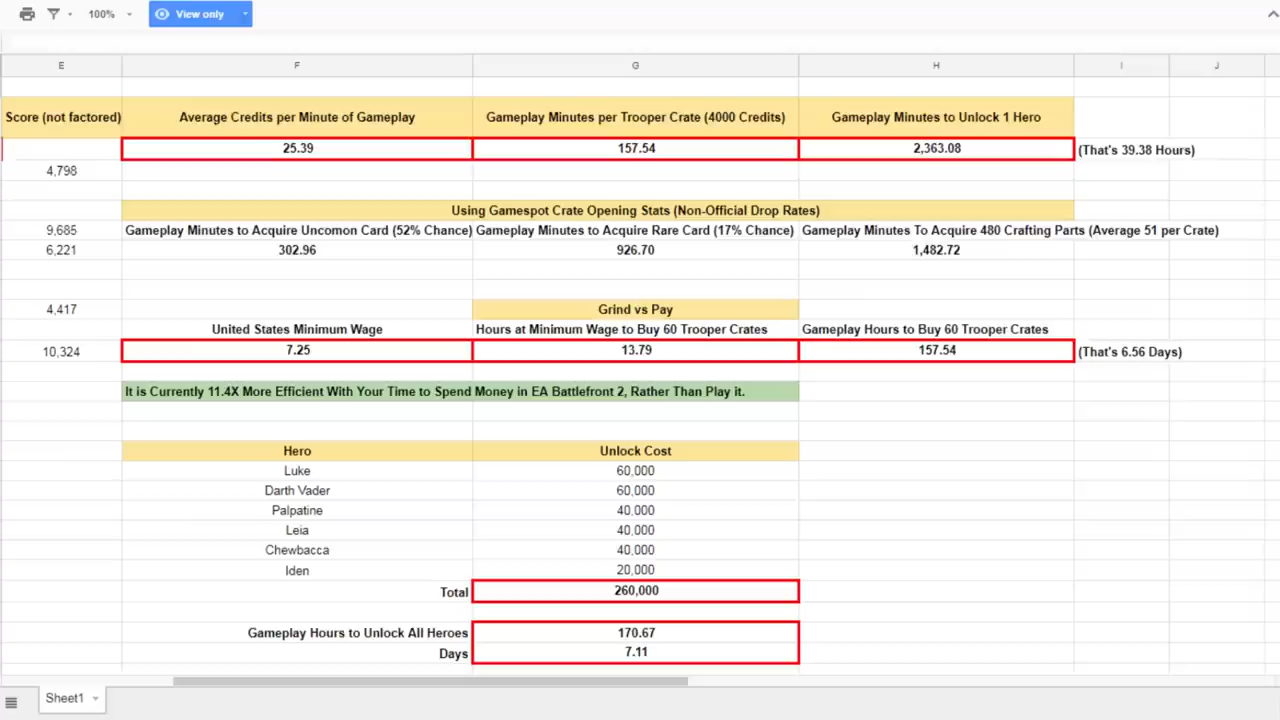 100%
View only
E F G H I J
Score (not factored) Average Credits per Minute of Gameplay Gameplay Minutes per Trooper Crate (4000 Credits) Gameplay Minutes to Unlock 1 Hero
25.39 157.54 2,363.08 (That's 39.38 Hours)
4,798
Using Gamespot Crate Opening Stats (Non-Official Drop Rates)
9,685 Gameplay Minutes to Acquire Uncomon Card (52% Chance) Gameplay Minutes to Acquire Rare Card (17% Chance) Gameplay Minutes To Acquire 480 Crafting Parts (Average 51 per Crate)
6,221 302.96 926.70 1,482.72
4,417 Grind vs Pay
United States Minimum Wage Hours at Minimum Wage to Buy 60 Trooper Crates Gameplay Hours to Buy 60 Trooper Crates
10,324 7.25 13.79 157.54 (That's 6.56 Days)
It is Currently 11.4X More Efficient With Your Time to Spend Money in EA Battlefront 2, Rather Than Play it.
Hero Unlock Cost
Luke 60,000
Darth Vader 60,000
Palpatine 40,000
Leia 40,000
Chewbacca 40,000
Iden 20,000
Total 260,000
Gameplay Hours to Unlock All Heroes 170.67
Days 7.11
Sheet1